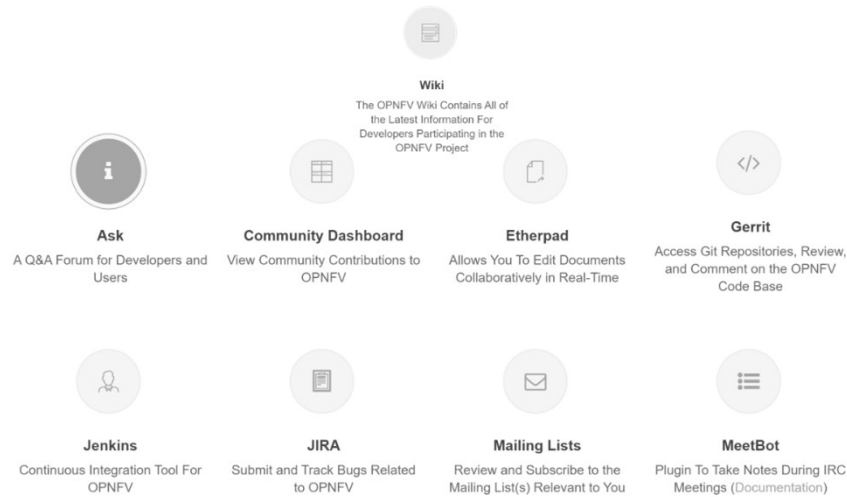 Wiki
The OPNFV Wiki Contains All of
the Latest Information For
Developers Participating in the
OPNFV Project
Ask
A Q&A Forum for Developers and
Users
Community Dashboard
View Community Contributions to
OPNFV
Etherpad
Allows You To Edit Documents
Collaboratively in Real-Time
Gerrit
Access Git Repositories, Review,
and Comment on the OPNFV
Code Base
Jenkins
Continuous Integration Tool For
OPNFV
JIRA
Submit and Track Bugs Related
to OPNFV
Mailing Lists
Review and Subscribe to the
Mailing List(s) Relevant to You
MeetBot
Plugin To Take Notes During IRC
Meetings (Documentation)